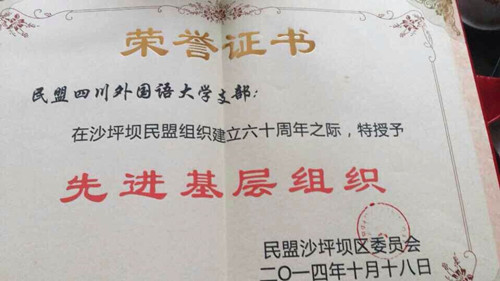 荣誉证书
民盟四川外国语大学支部:
在沙坪坝民盟组织建立六十周年之际,特授予
先进基层组织
民盟沙坪坝区委员会
二〇一四年十月十八日